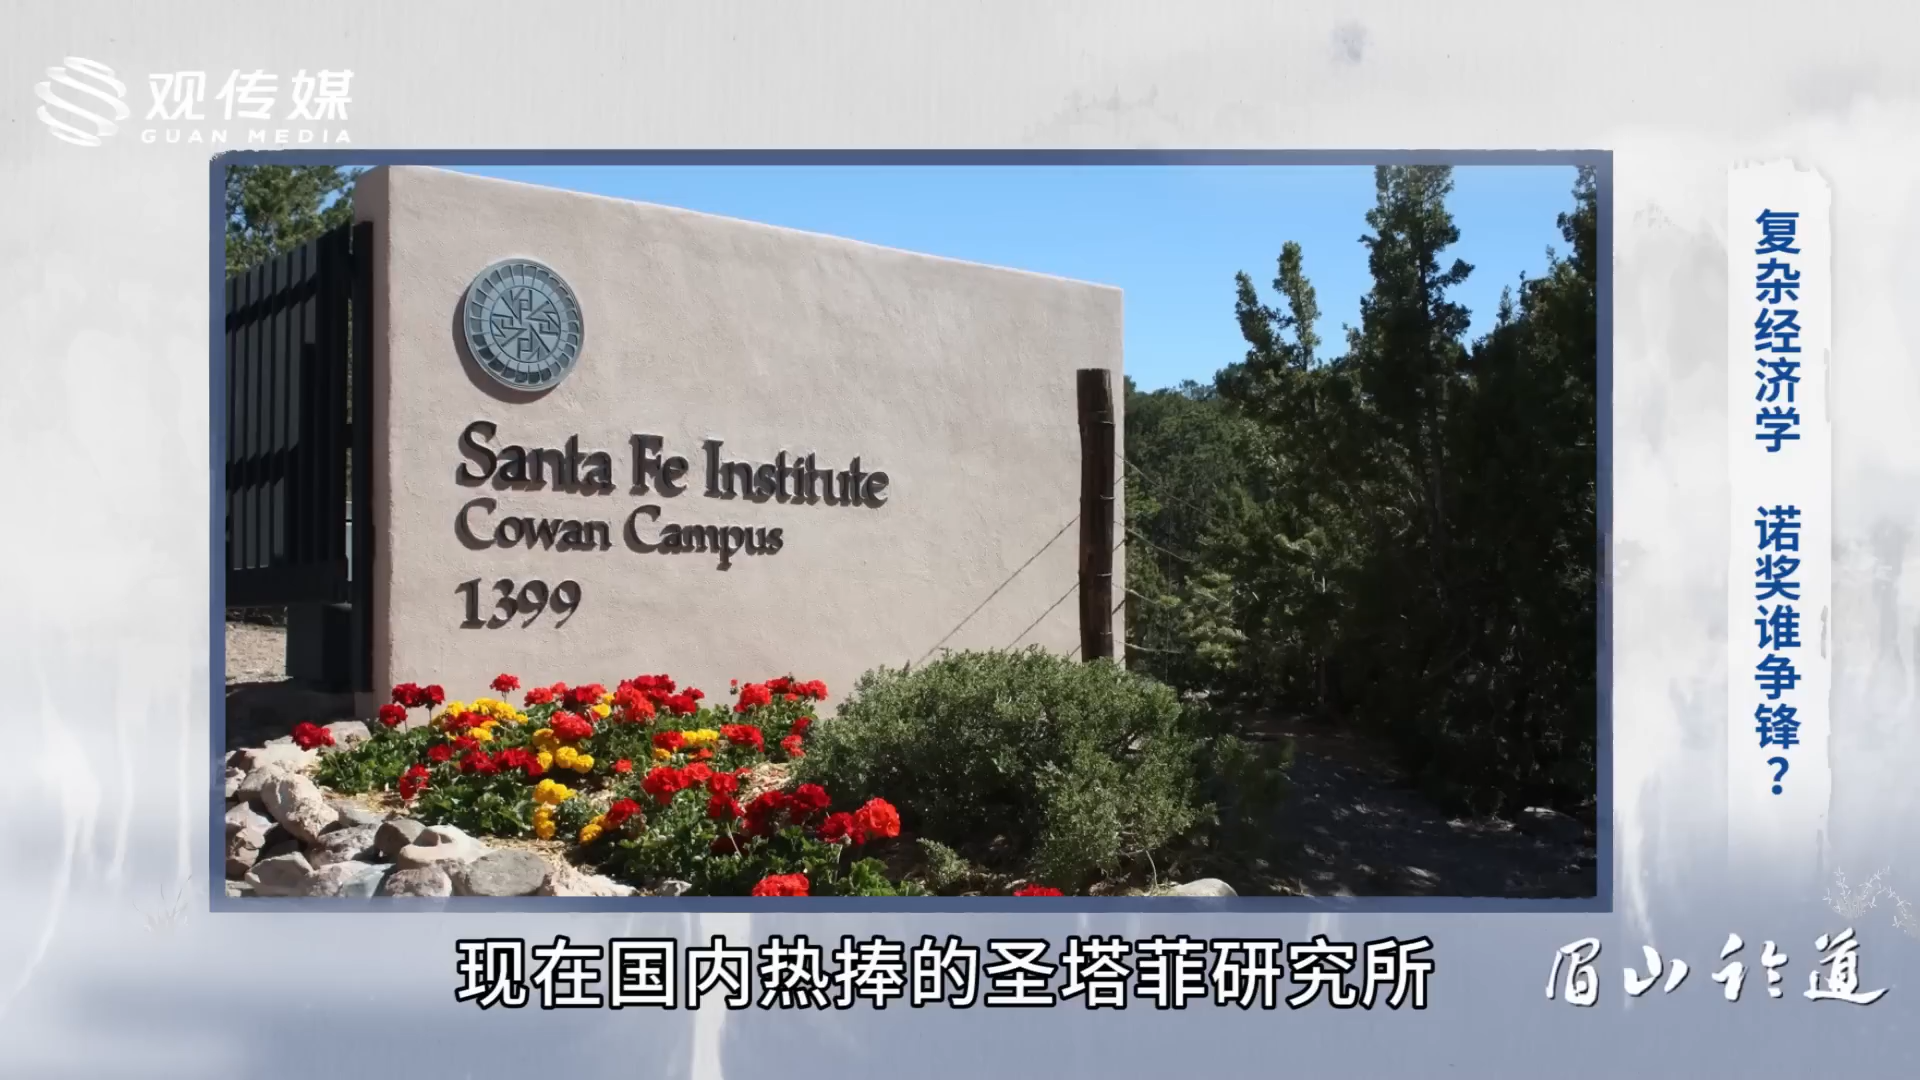 观传媒
GUAN MEDIA
Santa Fe Institute
Cowan Campus
1399
复杂经济学 诺奖谁争锋？
现在国内热捧的圣塔菲研究所
眉山论道